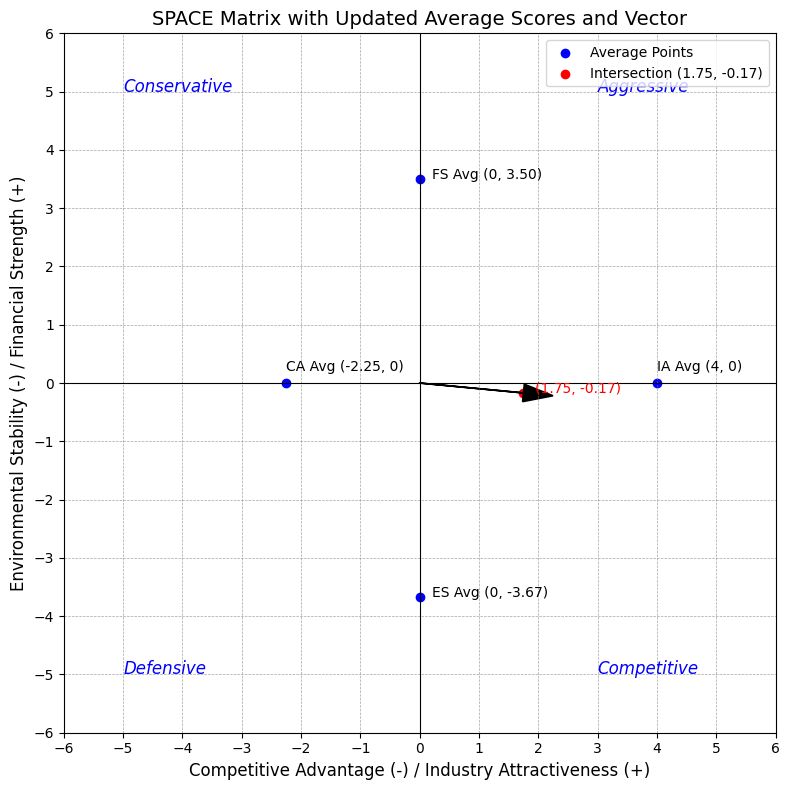 SPACE Matrix with Updated Average Scores and Vector
Average Points
Intersection (1.75, -0.17)
Conservative
Aggressive
FS Avg (0, 3.50)
CA Avg (-2.25, 0)
IA Avg (4, 0)
(1.75, -0.17)
ES Avg (0, -3.67)
Defensive
Competitive
Environmental Stability (-) / Financial Strength (+)
6
5
4
3
2
1
0
−1
−2
−3
−4
−5
−6
−6 −5 −4 −3 −2 −1 0 1 2 3 4 5 6
Competitive Advantage (-) / Industry Attractiveness (+)